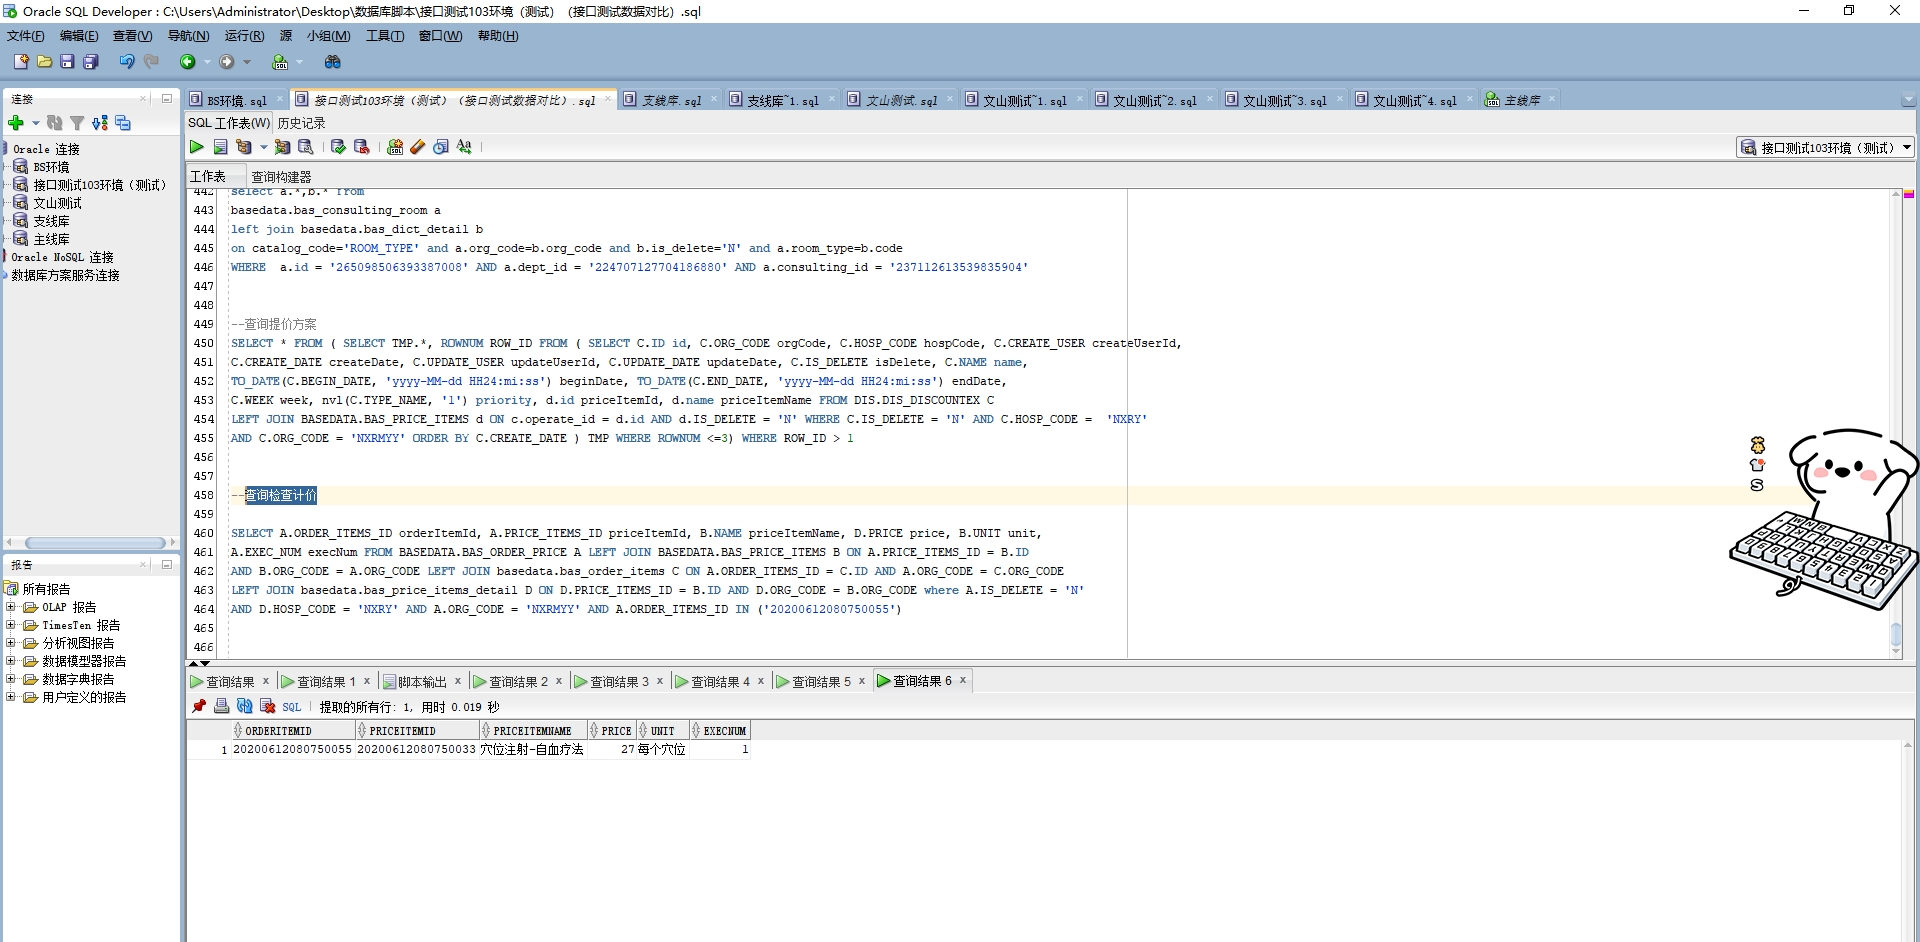 Oracle SQL Developer : C:\Users\Administrator\Desktop\数据库脚本\接口测试103环境（测试）（接口测试数据对比）.sql
文件(F) 编辑(E) 查看(V) 导航(N) 运行(R) 源 小组(M) 工具(T) 窗口(W) 帮助(H)
连接
Oracle 连接
BS环境
接口测试103环境（测试）
文山测试
支线库
主线库
Oracle NoSQL 连接
数据库方案服务连接
报告
所有报告
OLAP 报告
TimesTen 报告
分析视图报告
数据模型器报告
数据字典报告
用户定义的报告
BS环境.sql 接口测试103环境（测试）（接口测试数据对比）.sql 支线库.sql 支线库~1.sql 文山测试.sql 文山测试~1.sql 文山测试~2.sql 文山测试~3.sql 文山测试~4.sql 主线库
SQL 工作表(W) 历史记录
接口测试103环境（测试）
工作表 查询构建器
442 select a.*,b.* from
443 basedata.bas_consulting_room a
444 left join basedata.bas_dict_detail b
445 on catalog_code='ROOM_TYPE' and a.org_code=b.org_code and b.is_delete='N' and a.room_type=b.code
446 WHERE  a.id = '265098506393387008' AND a.dept_id = '224707127704186880' AND a.consulting_id = '237112613539835904'
447
448
449 --查询提价方案
450 SELECT * FROM ( SELECT TMP.*, ROWNUM ROW_ID FROM ( SELECT C.ID id, C.ORG_CODE orgCode, C.HOSP_CODE hospCode, C.CREATE_USER createUserId,
451 C.CREATE_DATE createDate, C.UPDATE_USER updateUserId, C.UPDATE_DATE updateDate, C.IS_DELETE isDelete, C.NAME name,
452 TO_DATE(C.BEGIN_DATE, 'yyyy-MM-dd HH24:mi:ss') beginDate, TO_DATE(C.END_DATE, 'yyyy-MM-dd HH24:mi:ss') endDate,
453 C.WEEK week, nvl(C.TYPE_NAME, '1') priority, d.id priceItemId, d.name priceItemName FROM DIS.DIS_DISCOUNTEX C
454 LEFT JOIN BASEDATA.BAS_PRICE_ITEMS d ON c.operate_id = d.id AND d.IS_DELETE = 'N' WHERE C.IS_DELETE = 'N' AND C.HOSP_CODE =  'NXRY'
455 AND C.ORG_CODE = 'NXRMYY' ORDER BY C.CREATE_DATE ) TMP WHERE ROWNUM <=3) WHERE ROW_ID > 1
456
457
458 --查询检查计价
459
460 SELECT A.ORDER_ITEMS_ID orderItemId, A.PRICE_ITEMS_ID priceItemId, B.NAME priceItemName, D.PRICE price, B.UNIT unit,
461 A.EXEC_NUM execNum FROM BASEDATA.BAS_ORDER_PRICE A LEFT JOIN BASEDATA.BAS_PRICE_ITEMS B ON A.PRICE_ITEMS_ID = B.ID
462 AND B.ORG_CODE = A.ORG_CODE LEFT JOIN basedata.bas_order_items C ON A.ORDER_ITEMS_ID = C.ID AND A.ORG_CODE = C.ORG_CODE
463 LEFT JOIN basedata.bas_price_items_detail D ON D.PRICE_ITEMS_ID = B.ID AND D.ORG_CODE = B.ORG_CODE where A.IS_DELETE = 'N'
464 AND D.HOSP_CODE = 'NXRY' AND A.ORG_CODE = 'NXRMYY' AND A.ORDER_ITEMS_ID IN ('20200612080750055')
465
466
查询结果 查询结果 1 脚本输出 查询结果 2 查询结果 3 查询结果 4 查询结果 5 查询结果 6
SQL 提取的所有行: 1, 用时 0.019 秒
ORDERITEMID PRICEITEMID PRICEITEMNAME PRICE UNIT EXECNUM
1 20200612080750055 20200612080750033 穴位注射-自血疗法 27 每个穴位 1